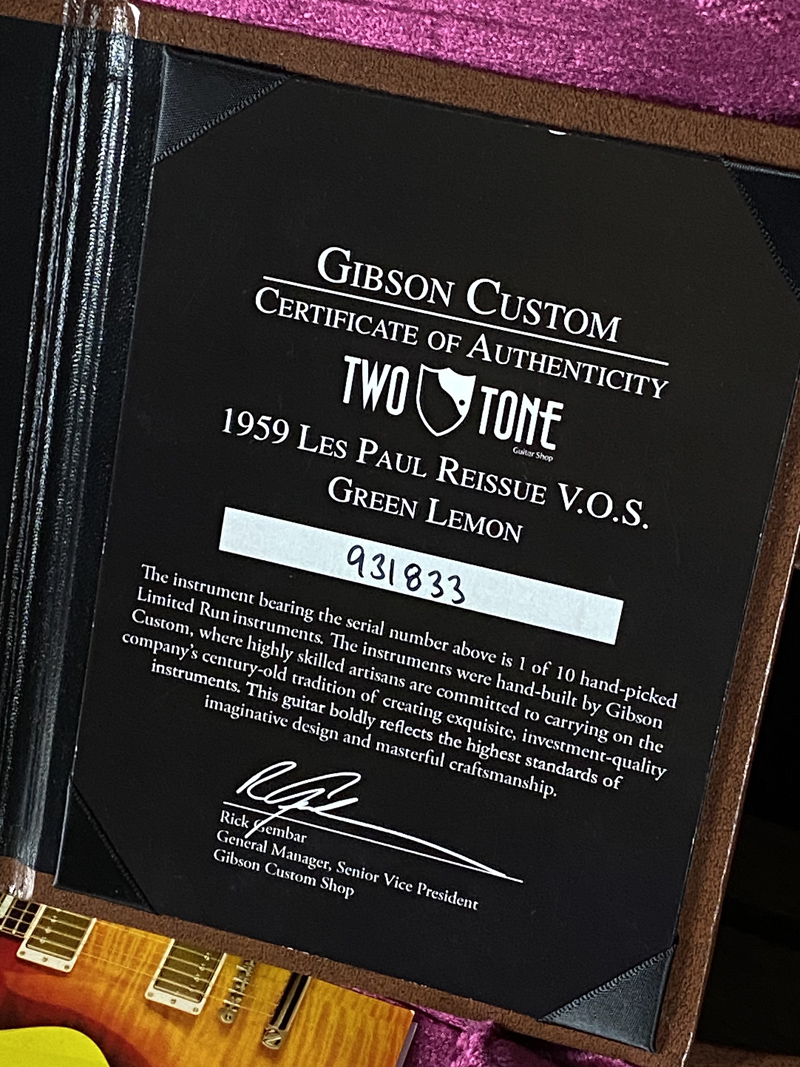 GIBSON CUSTOM
CERTIFICATE OF AUTHENTICITY
TWO TONE
Guitar Shop
1959 LES PAUL REISSUE V.O.S.
GREEN LEMON
931833
The instrument bearing the serial number above is 1 of 10 hand-picked
Limited Run instruments. The instruments were hand-built by Gibson
Custom, where highly skilled artisans are committed to carrying on the
company's century-old tradition of creating exquisite, investment-quality
instruments. This guitar boldly reflects the highest standards of
imaginative design and masterful craftsmanship.
Rick Gembar
General Manager, Senior Vice President
Gibson Custom Shop